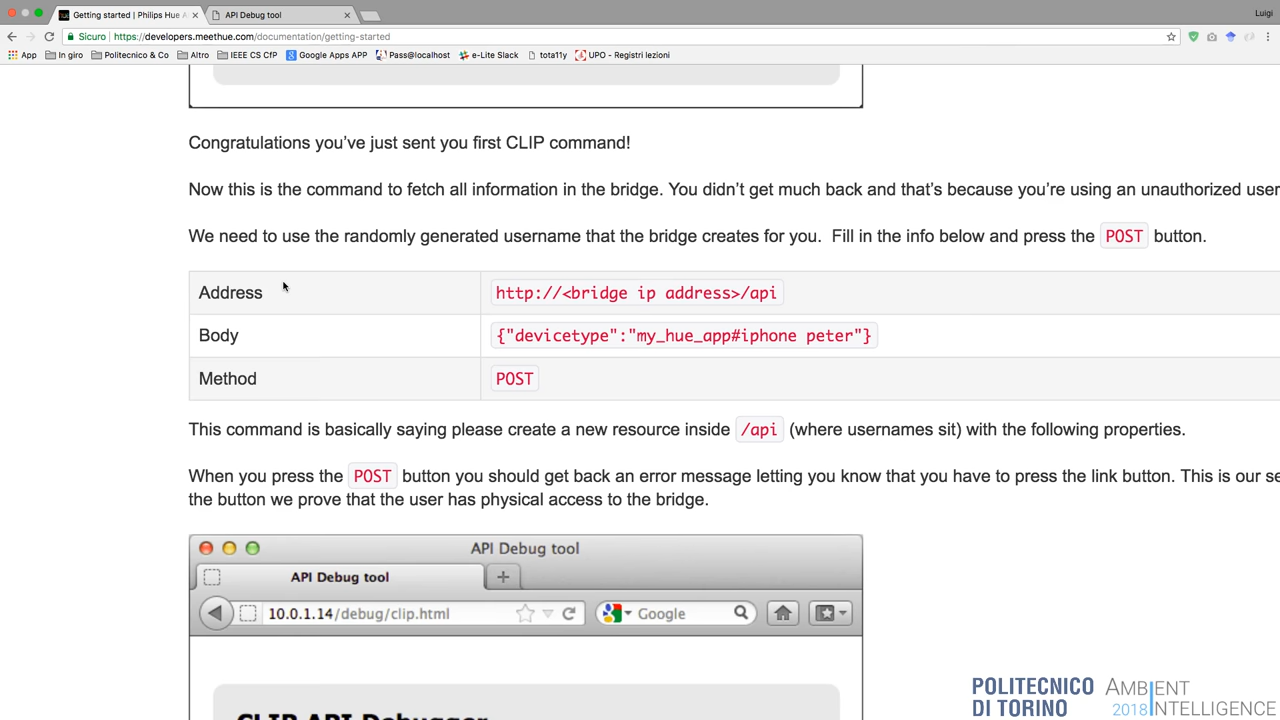 Getting started | Philips Hue A
API Debug tool
Luigi
Sicuro
https://developers.meethue.com/documentation/getting-started
App
In giro
Politecnico & Co
Altro
IEEE CS CfP
Google Apps APP
Pass@localhost
e-Lite Slack
tota11y
UPO - Registri lezioni
Congratulations you've just sent you first CLIP command!
Now this is the command to fetch all information in the bridge. You didn't get much back and that's because you're using an unauthorized user
We need to use the randomly generated username that the bridge creates for you. Fill in the info below and press the POST button.
Address http://<bridge ip address>/api
Body {"devicetype":"my_hue_app#iphone peter"}
Method POST
This command is basically saying please create a new resource inside /api (where usernames sit) with the following properties.
When you press the POST button you should get back an error message letting you know that you have to press the link button. This is our se
the button we prove that the user has physical access to the bridge.
API Debug tool
API Debug tool
10.0.1.14/debug/clip.html
Google
CLIP API Debugger
POLITECNICO
DI TORINO
AMBIENT
2018 INTELLIGENCE